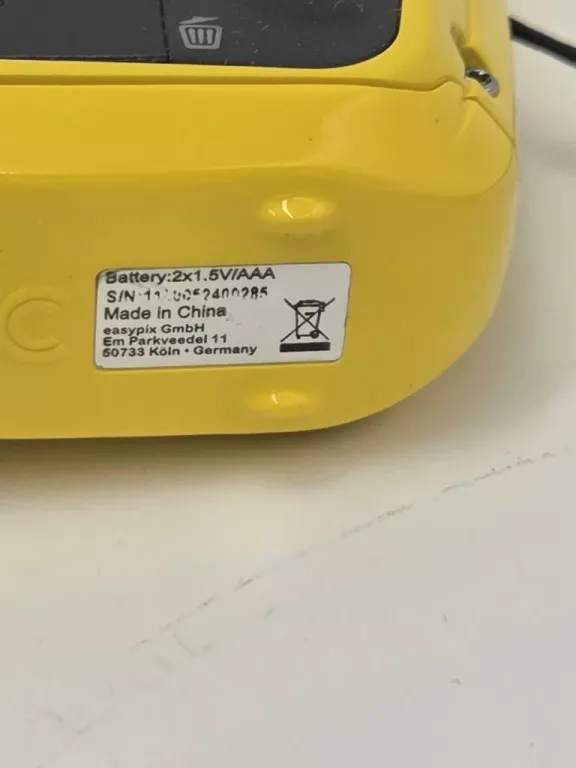 Battery:2x1.5V/AAA
S/N:
Made in China
easypix GmbH
Em Parkveedel 11
50733 Köln • Germany
C